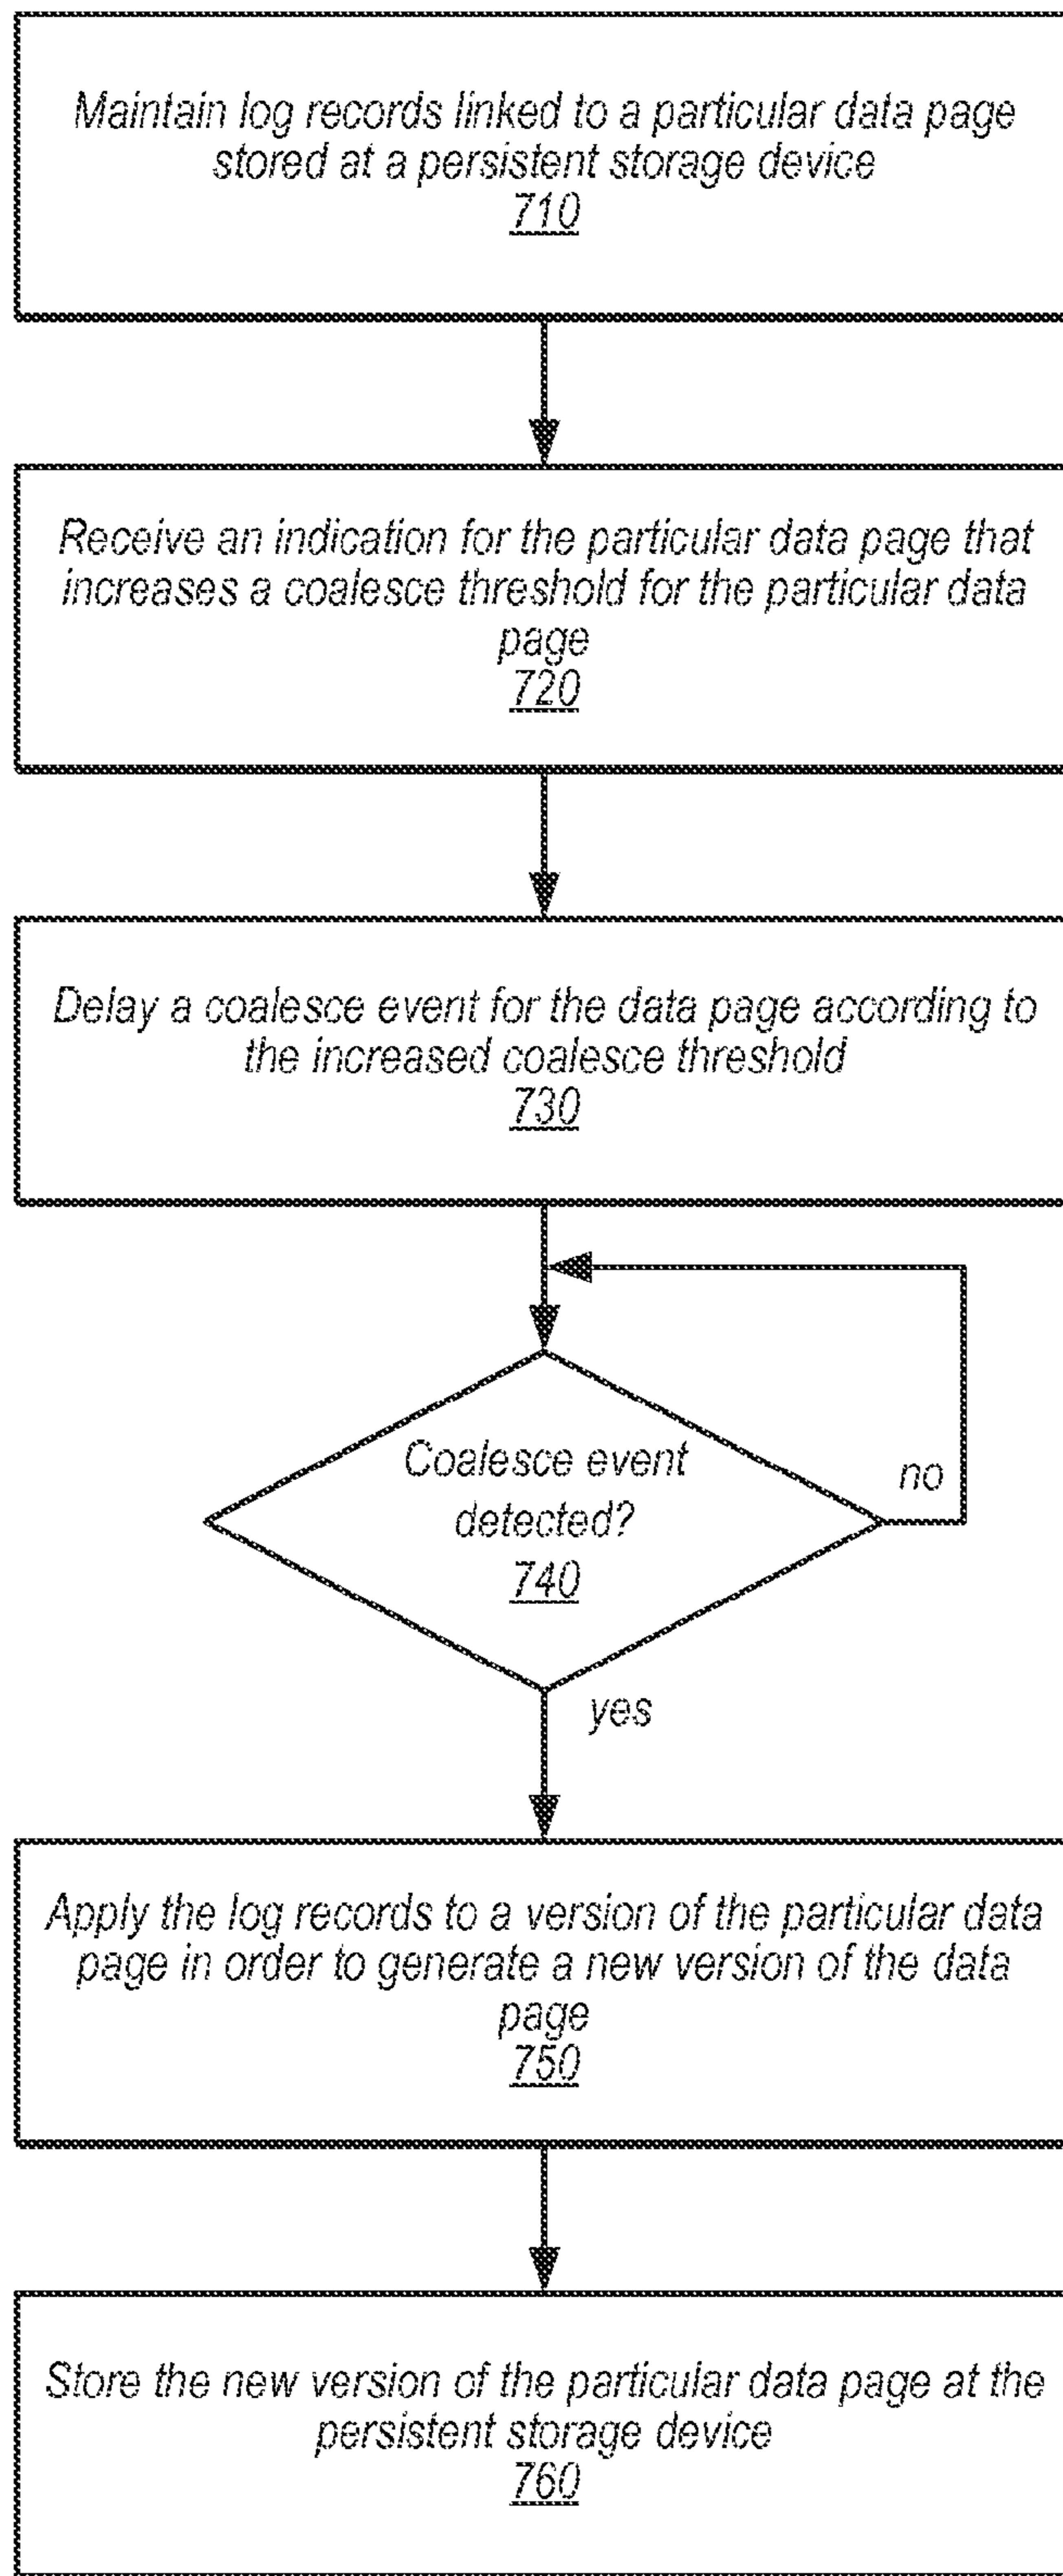 Maintain log records linked to a particular data page
stored at a persistent storage device
710
Receive an indication for the particular data page that
increases a coalesce threshold for the particular data
page
720
Delay a coalesce event for the data page according to
the increased coalesce threshold
730
Coalesce event
detected?
740
no
yes
Apply the log records to a version of the particular data
page in order to generate a new version of the data
page
750
Store the new version of the particular data page at the
persistent storage device
760